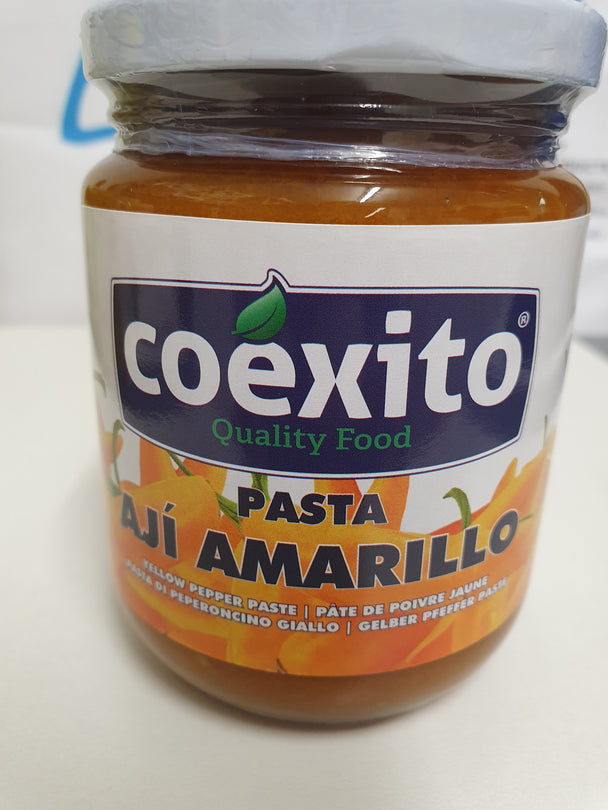 coéxito®
Quality Food
PASTA
AJÍ AMARILLO
YELLOW PEPPER PASTE | PÂTE DE POIVRE JAUNE
PASTA DI PEPERONCINO GIALLO | GELBER PFEFFER PASTE